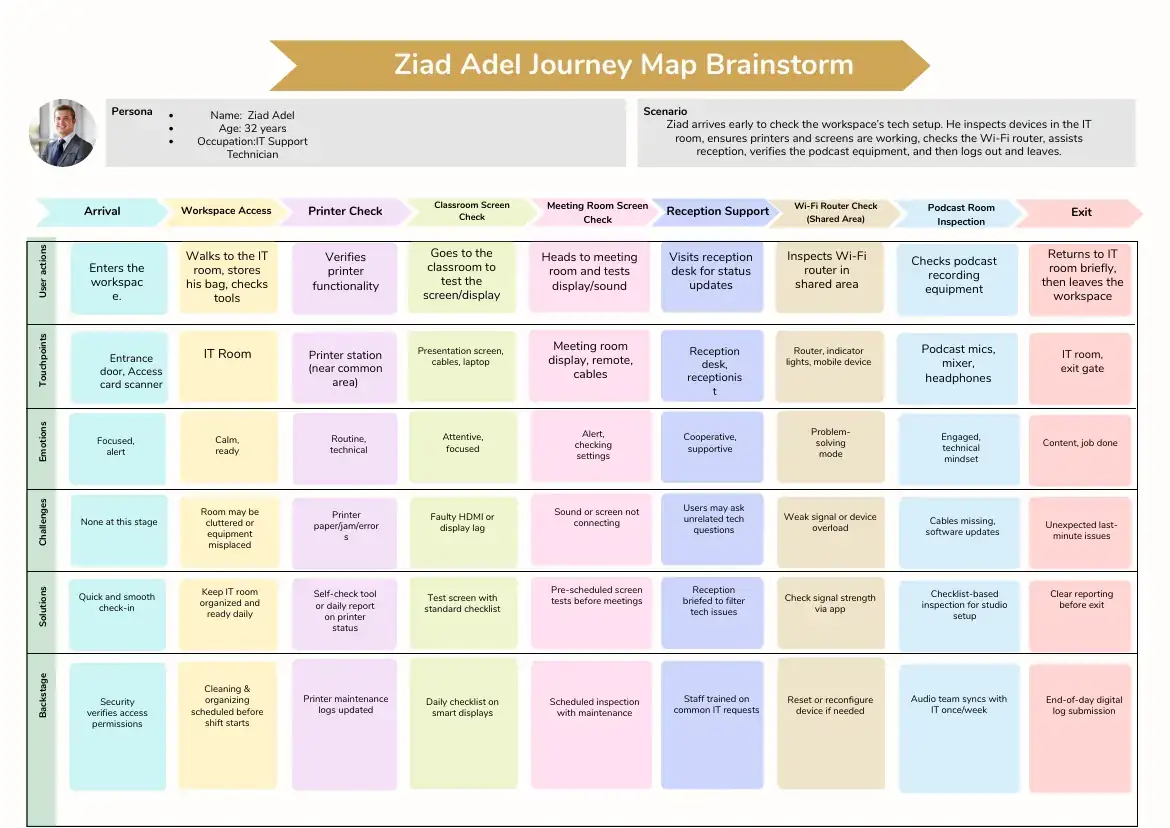 Ziad Adel Journey Map Brainstorm
Persona
• Name: Ziad Adel
• Age: 32 years
• Occupation:IT Support
Technician
Scenario
Ziad arrives early to check the workspace's tech setup. He inspects devices in the IT
room, ensures printers and screens are working, checks the Wi-Fi router, assists
reception, verifies the podcast equipment, and then logs out and leaves.
Arrival
Workspace Access
Printer Check
Classroom Screen
Check
Meeting Room Screen
Check
Reception Support
Wi-Fi Router Check
(Shared Area)
Podcast Room
Inspection
Exit
User actions
Enters the
workspac
e.
Walks to the IT
room, stores
his bag, checks
tools
Verifies
printer
functionality
Goes to the
classroom to
test the
screen/display
Heads to meeting
room and tests
display/sound
Visits reception
desk for status
updates
Inspects Wi-Fi
router in
shared area
Checks podcast
recording
equipment
Returns to IT
room briefly,
then leaves the
workspace
Touchpoints
Entrance
door, Access
card scanner
IT Room
Printer station
(near common
area)
Presentation screen,
cables, laptop
Meeting room
display, remote,
cables
Reception
desk,
receptionis
t
Router, indicator
lights, mobile device
Podcast mics,
mixer,
headphones
IT room,
exit gate
Emotions
Focused,
alert
Calm,
ready
Routine,
technical
Attentive,
focused
Alert,
checking
settings
Cooperative,
supportive
Problem-
solving
mode
Engaged,
technical
mindset
Content, job done
Challenges
None at this stage
Room may be
cluttered or
equipment
misplaced
Printer
paper/jam/error
s
Faulty HDMI or
display lag
Sound or screen not
connecting
Users may ask
unrelated tech
questions
Weak signal or device
overload
Cables missing,
software updates
Unexpected last-
minute issues
Solutions
Quick and smooth
check-in
Keep IT room
organized and
ready daily
Self-check tool
or daily report
on printer
status
Test screen with
standard checklist
Pre-scheduled screen
tests before meetings
Reception
briefed to filter
tech issues
Check signal strength
via app
Checklist-based
inspection for studio
setup
Clear reporting
before exit
Backstage
Security
verifies access
permissions
Cleaning &
organizing
scheduled before
shift starts
Printer maintenance
logs updated
Daily checklist on
smart displays
Scheduled inspection
with maintenance
Staff trained on
common IT requests
Reset or reconfigure
device if needed
Audio team syncs with
IT once/week
End-of-day digital
log submission